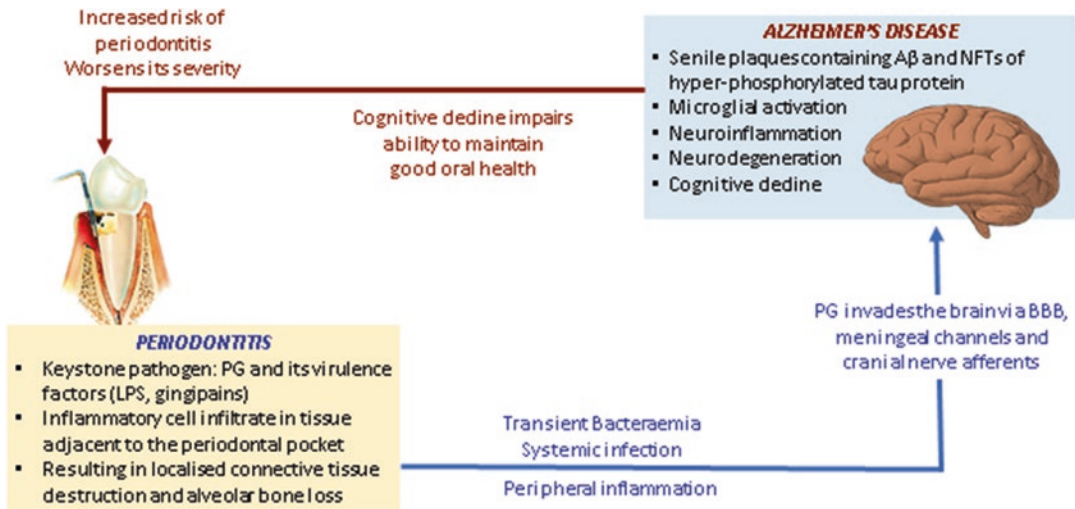 Increased risk of
periodontitis
Worsens its severity
Cognitive dedine impairs
ability to maintain
good oral health
ALZHEIMER'S DISEASE
▪ Senile plaques containing Aβ and NFTs of
hyper-phosphorylated tau protein
▪ Microglial activation
▪ Neuroinflammation
▪ Neurodegeneration
▪ Cognitive dedine
PERIODONTITIS
▪ Keystone pathogen: PG and its virulence
factors (LPS, gingipains)
▪ Inflammatory cell infiltrate in tissue
adjacent to the periodontal pocket
▪ Resulting in localised connective tissue
destruction and alveolar bone loss
Transient Bacteraemia
Systemic infection
Peripheral inflammation
PG invades the brain via BBB,
meningeal channels and
cranial nerve afferents